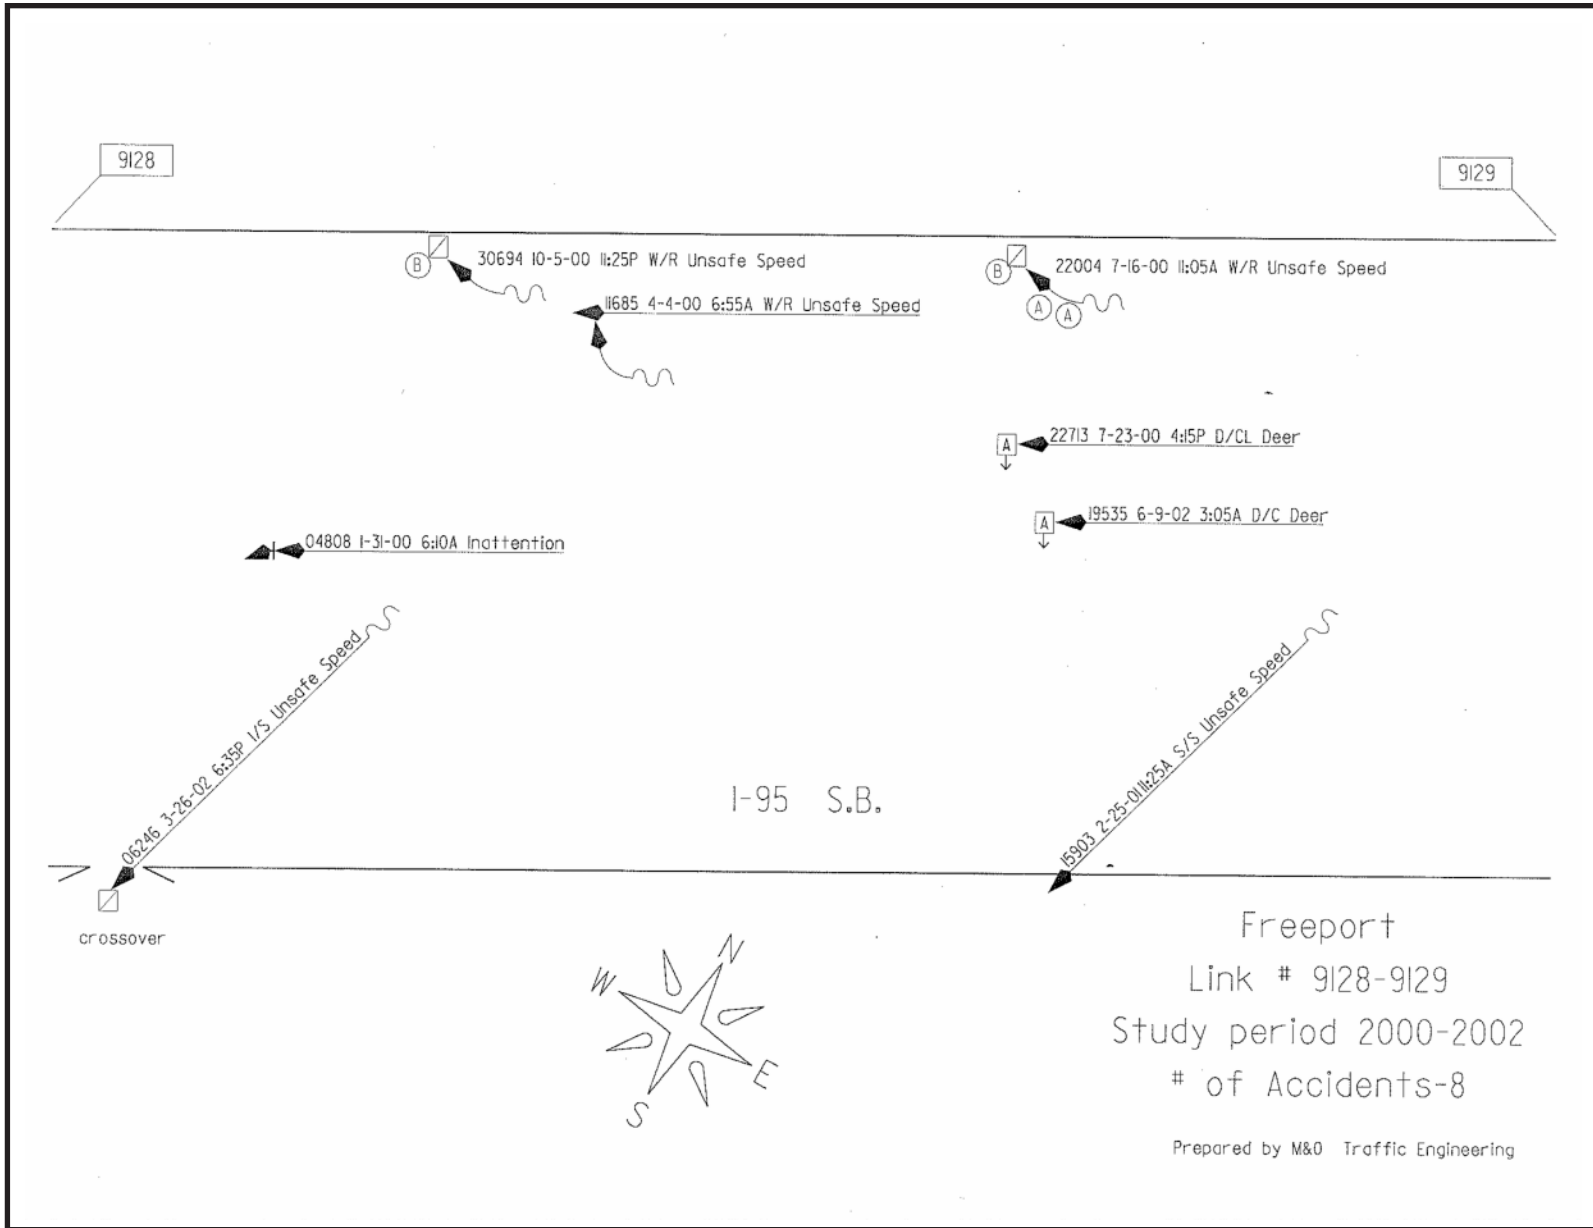 9128
9129
B
30694 10-5-00 11:25P W/R Unsafe Speed
B
22004 7-16-00 11:05A W/R Unsafe Speed
A
A
11685 4-4-00 6:55A W/R Unsafe Speed
A
22713 7-23-00 4:15P D/CL Deer
A
19535 6-9-02 3:05A D/C Deer
04808 1-31-00 6:10A Inattention
06246 3-26-02 6:35P I/S Unsafe Speed
15903 2-25-01 11:25A S/S Unsafe Speed
I-95 S.B.
crossover
N
W
E
S
Freeport
Link # 9128-9129
Study period 2000-2002
# of Accidents-8
Prepared by M&O Traffic Engineering